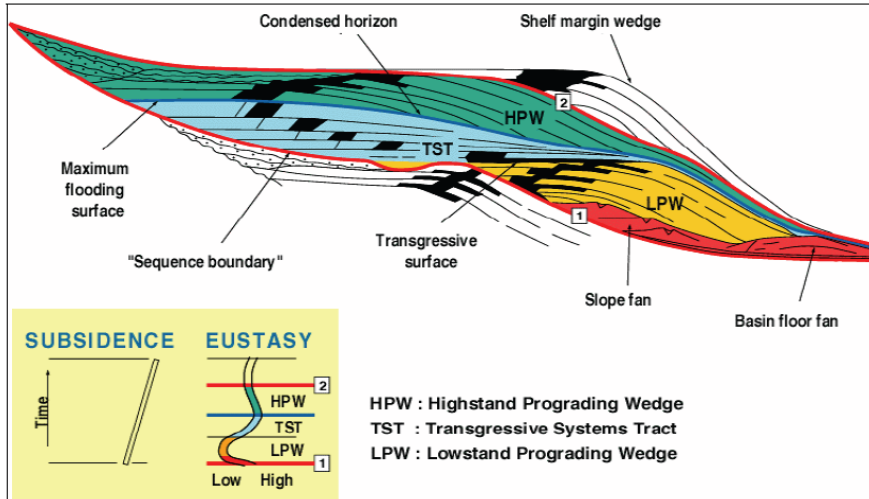 Condensed horizon
Shelf margin wedge
2
HPW
TST
Maximum
flooding
surface
LPW
1
Transgressive
surface
"Sequence boundary"
Slope fan
Basin floor fan
SUBSIDENCE
EUSTASY
Time
2
HPW
TST
LPW
1
Low
High
HPW : Highstand Prograding Wedge
TST : Transgressive Systems Tract
LPW : Lowstand Prograding Wedge